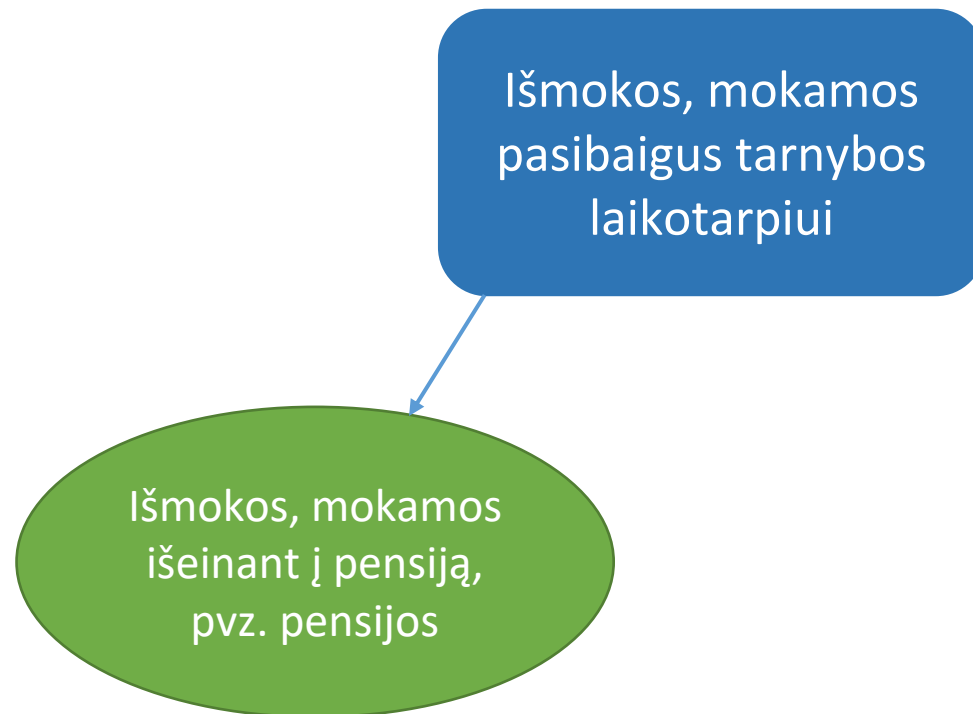 Išmokos, mokamos
pasibaigus tarnybos
laikotarpiui
Išmokos, mokamos
išeinant į pensiją,
pvz. pensijos